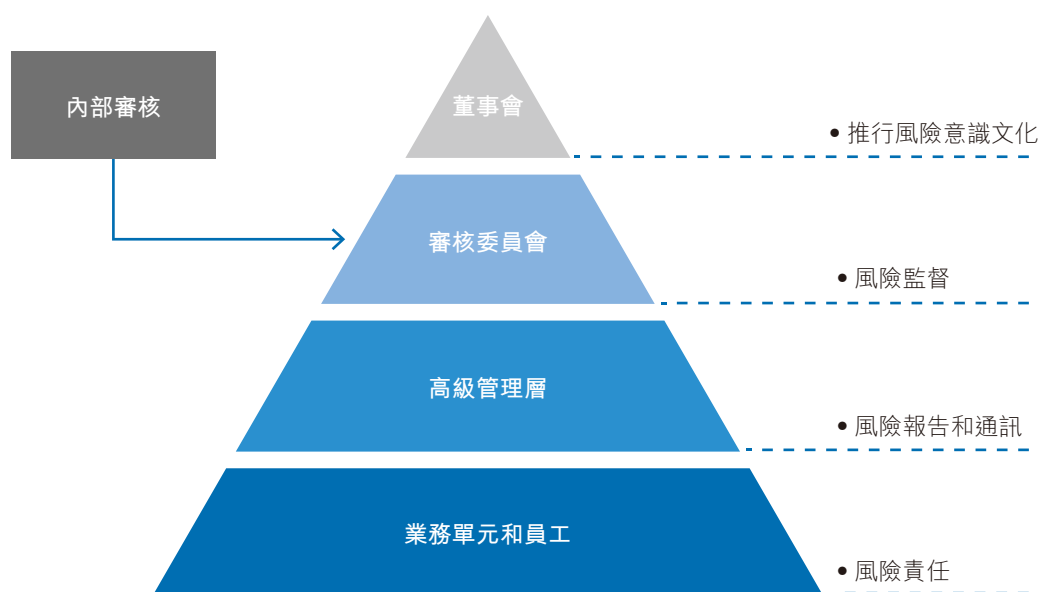 內部審核
董事會
• 推行風險意識文化
審核委員會
• 風險監督
高級管理層
• 風險報告和通訊
業務單元和員工
• 風險責任